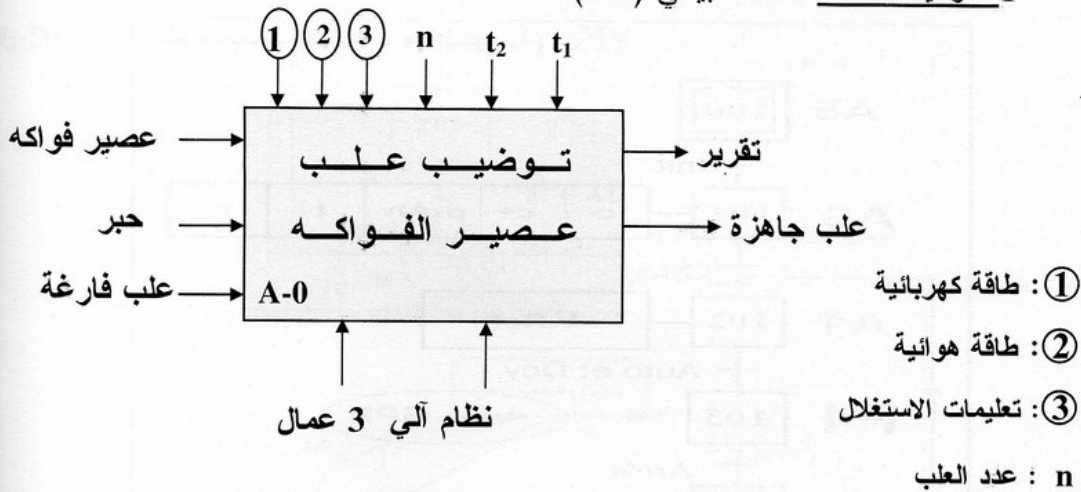 1 2 3 n t₂ t₁
عصير فواكه
حبر
علب فارغة
توضيب علب
عصير الفواكه
A-0
تقرير
علب جاهزة
نظام آلي 3 عمال
①: طاقة كهربائية
②: طاقة هوائية
③: تعليمات الاستغلال
n : عدد العلب